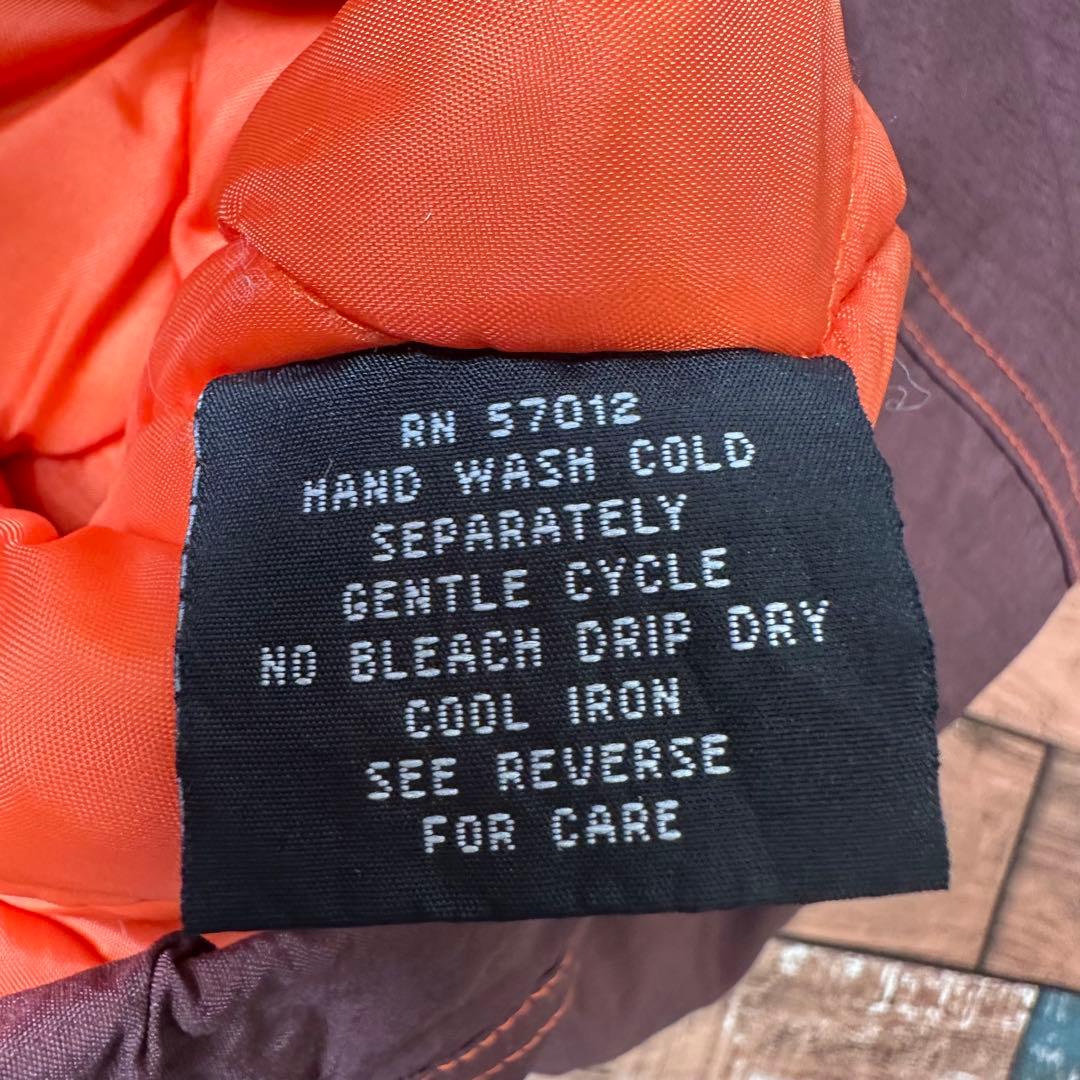 RN 57012
HAND WASH COLD
SEPARATELY
GENTLE CYCLE
NO BLEACH DRIP DRY
COOL IRON
SEE REVERSE
FOR CARE